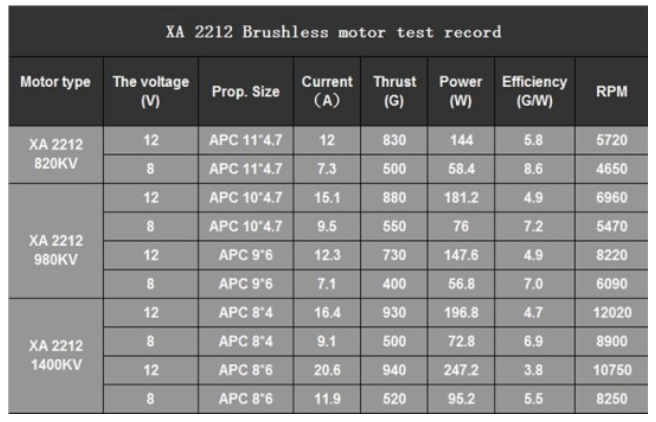 XA 2212 Brushless motor test record
Motor type The voltage (V) Prop. Size Current (A) Thrust (G) Power (W) Efficiency (G/W) RPM
XA 2212 820KV 12 APC 11*4.7 12 830 144 5.8 5720
8 APC 11*4.7 7.3 500 58.4 8.6 4650
XA 2212 980KV 12 APC 10*4.7 15.1 880 181.2 4.9 6960
8 APC 10*4.7 9.5 550 76 7.2 5470
12 APC 9*6 12.3 730 147.6 4.9 8220
8 APC 9*6 7.1 400 56.8 7.0 6090
XA 2212 1400KV 12 APC 8*4 16.4 930 196.8 4.7 12020
8 APC 8*4 9.1 500 72.8 6.9 8900
12 APC 8*6 20.6 940 247.2 3.8 10750
8 APC 8*6 11.9 520 95.2 5.5 8250